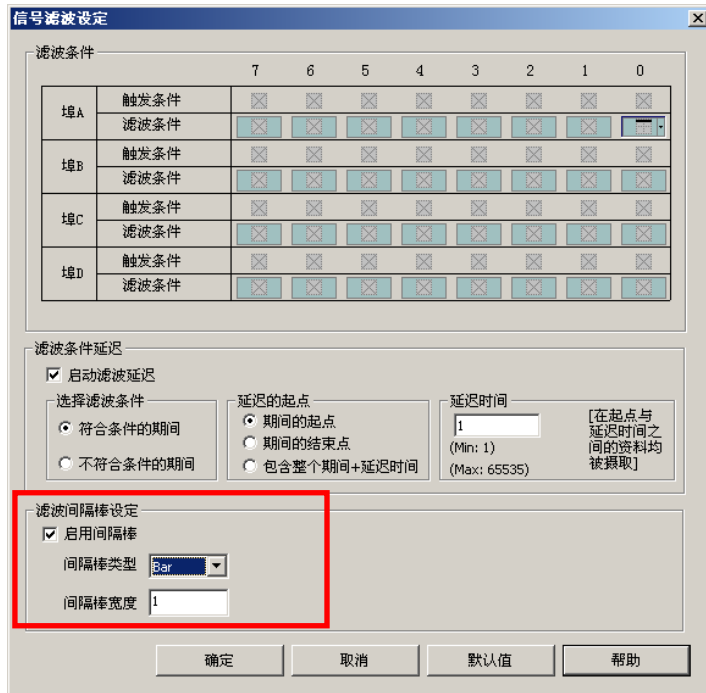 信号滤波设定
滤波条件
7 6 5 4 3 2 1 0
埠A
触发条件
滤波条件
埠B
触发条件
滤波条件
埠C
触发条件
滤波条件
埠D
触发条件
滤波条件
滤波条件延迟
启动滤波延迟
选择滤波条件
符合条件的期间
不符合条件的期间
延迟的起点
期间的起点
期间的结束点
包含整个期间+延迟时间
延迟时间
1
(Min: 1)
(Max: 65535)
[在起点与
延迟时间之
间的资料均
被摄取]
滤波间隔棒设定
启用间隔棒
间隔棒类型 Bar
间隔棒宽度 1
确定 取消 默认值 帮助